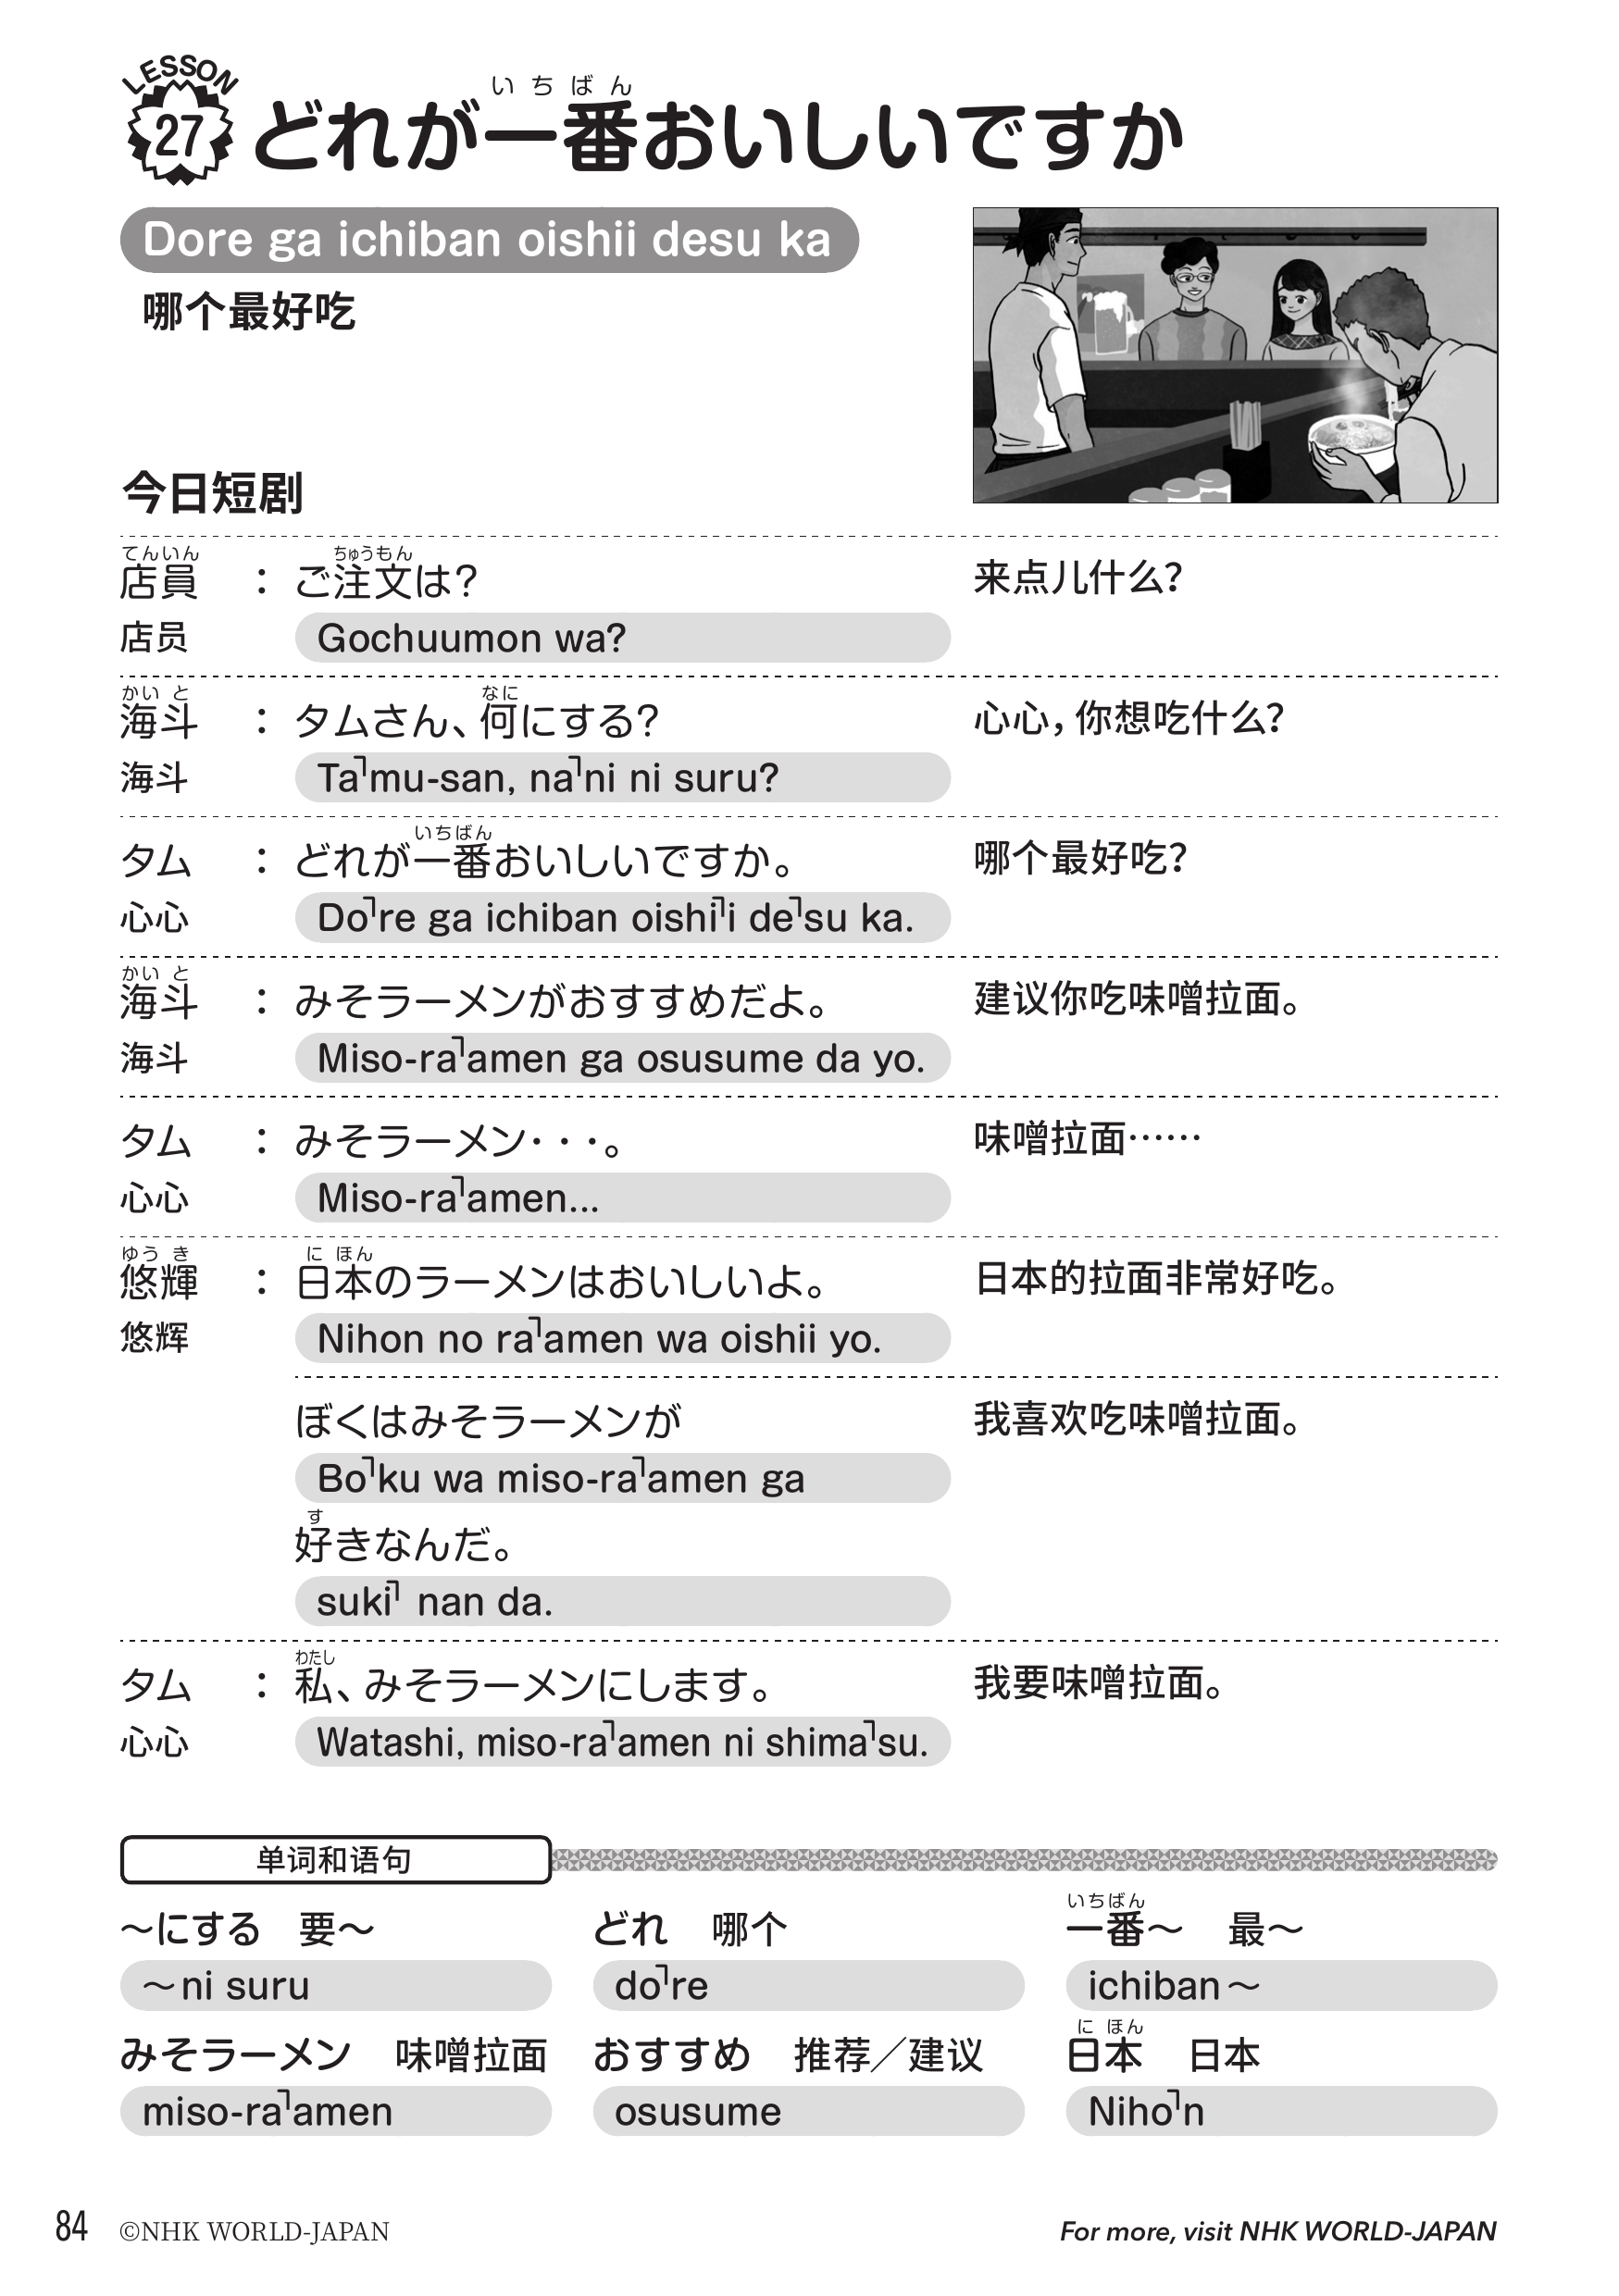 LESSON
27
いちばん
どれが一番おいしいですか
Dore ga ichiban oishii desu ka
哪个最好吃
今日短剧
てんいん ちゅうもん
店員 : ご注文は? 来点儿什么?
店员 Gochuumon wa?
かい と なに
海斗 : タムさん、何にする? 心心,你想吃什么?
海斗 Ta˥mu-san, na˥ni ni suru?
いちばん
タム : どれが一番おいしいですか。 哪个最好吃?
心心 Do˥re ga ichiban oishi˥i de˥su ka.
かい と
海斗 : みそラーメンがおすすめだよ。 建议你吃味噌拉面。
海斗 Miso-ra˥amen ga osusume da yo.
タム : みそラーメン・・・。 味噌拉面……
心心 Miso-ra˥amen...
ゆう き に ほん
悠輝 : 日本のラーメンはおいしいよ。 日本的拉面非常好吃。
悠辉 Nihon no ra˥amen wa oishii yo.
ぼくはみそラーメンが 我喜欢吃味噌拉面。
Bo˥ku wa miso-ra˥amen ga
す
好きなんだ。
suki˥ nan da.
わたし
タム : 私、みそラーメンにします。 我要味噌拉面。
心心 Watashi, miso-ra˥amen ni shima˥su.
单词和语句
いちばん
～にする 要～ どれ 哪个 一番～ 最～
～ni suru do˥re ichiban～
に ほん
みそラーメン 味噌拉面 おすすめ 推荐／建议 日本 日本
miso-ra˥amen osusume Niho˥n
84 ©NHK WORLD-JAPAN For more, visit NHK WORLD-JAPAN